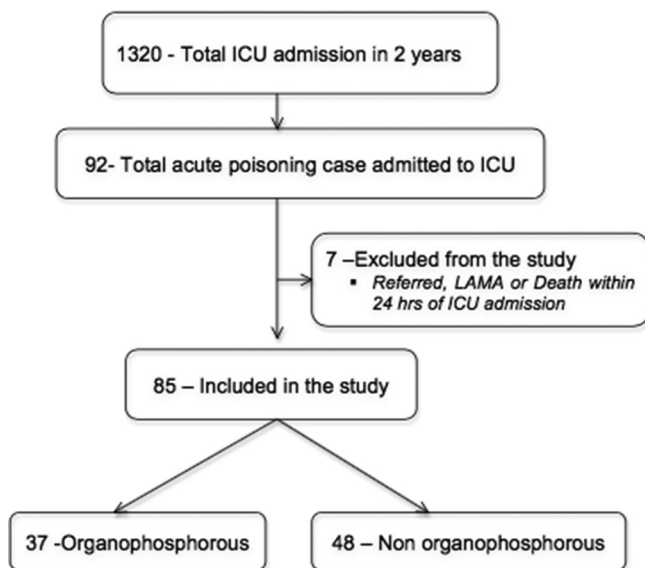 1320 - Total ICU admission in 2 years
92- Total acute poisoning case admitted to ICU
7 –Excluded from the study
▪ Referred, LAMA or Death within
24 hrs of ICU admission
85 – Included in the study
37 -Organophosphorous
48 – Non organophosphorous